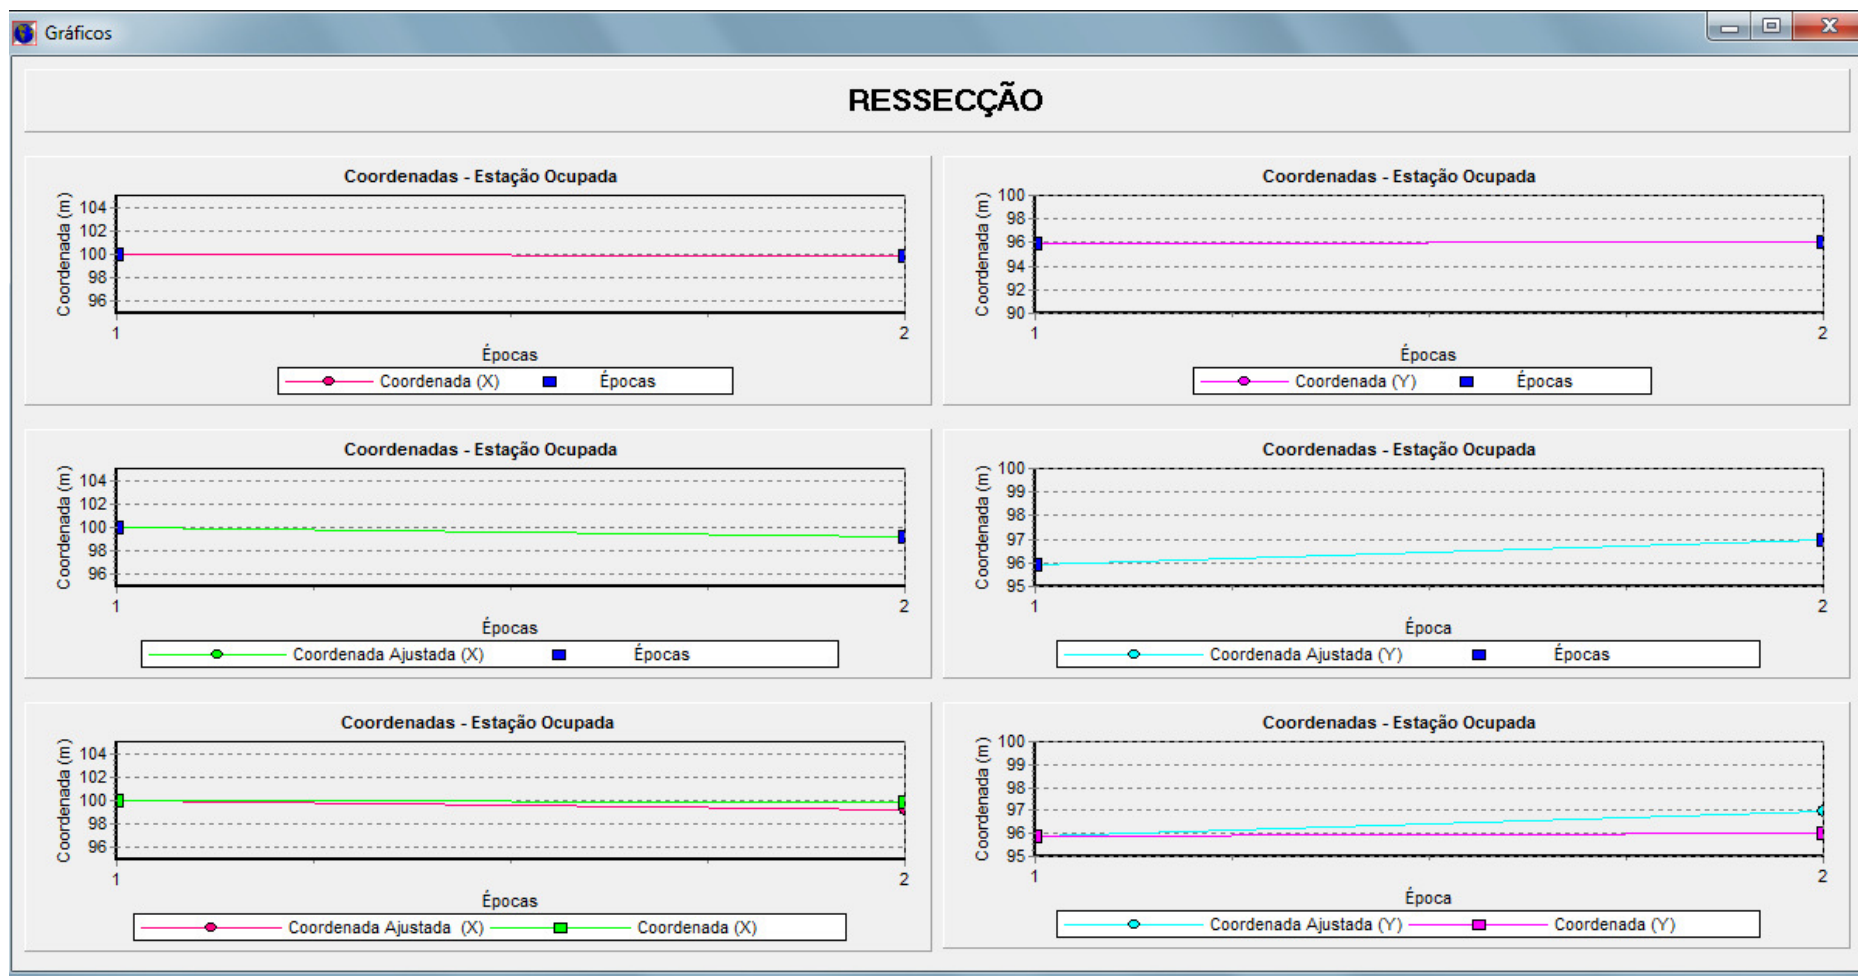 Gráficos
RESSECÇÃO
Coordenadas - Estação Ocupada
Coordenada (m)
104
102
100
98
96
1 2
Épocas
Coordenada (X) Épocas
Coordenadas - Estação Ocupada
Coordenada (m)
100
98
96
94
92
90
1 2
Épocas
Coordenada (Y) Épocas
Coordenadas - Estação Ocupada
Coordenada (m)
104
102
100
98
96
1 2
Épocas
Coordenada Ajustada (X) Épocas
Coordenadas - Estação Ocupada
Coordenada (m)
100
99
98
97
96
95
1 2
Época
Coordenada Ajustada (Y) Épocas
Coordenadas - Estação Ocupada
Coordenada (m)
104
102
100
98
96
1 2
Épocas
Coordenada Ajustada (X) Coordenada (X)
Coordenadas - Estação Ocupada
Coordenada (m)
100
99
98
97
96
95
1 2
Época
Coordenada Ajustada (Y) Coordenada (Y)